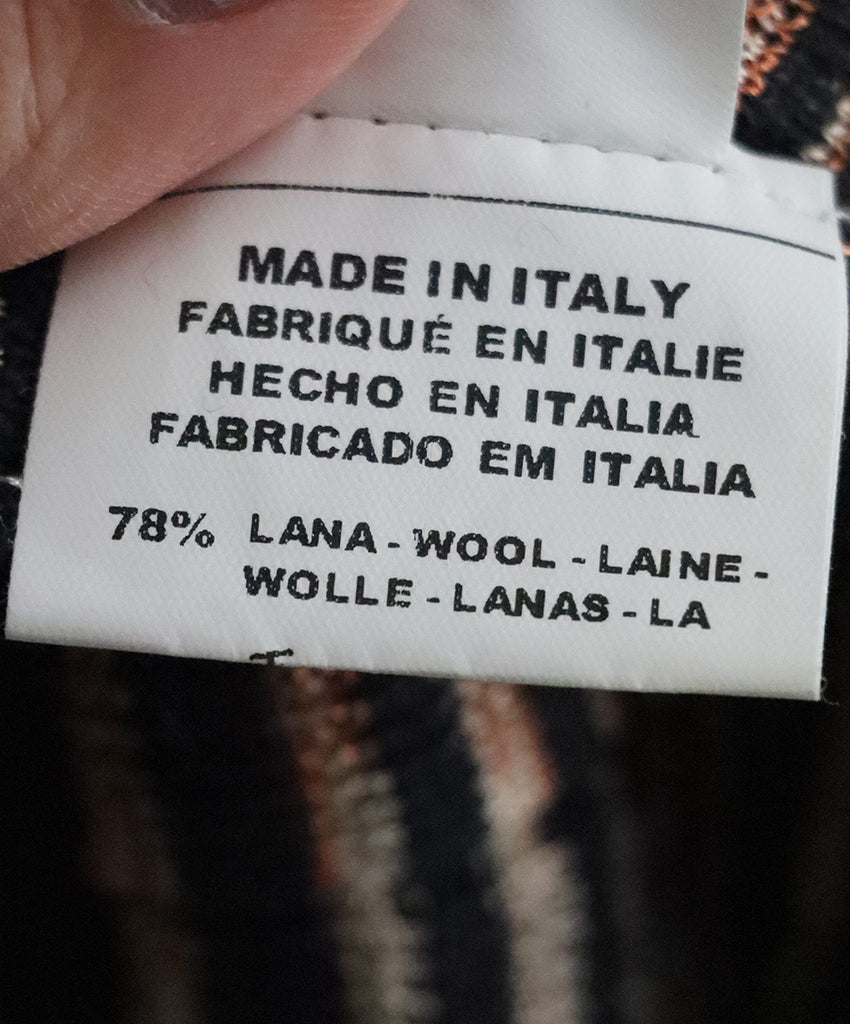 MADE IN ITALY
FABRIQUÉ EN ITALIE
HECHO EN ITALIA
FABRICADO EM ITALIA
78% LANA - WOOL - LAINE -
WOLLE - LANAS - LA